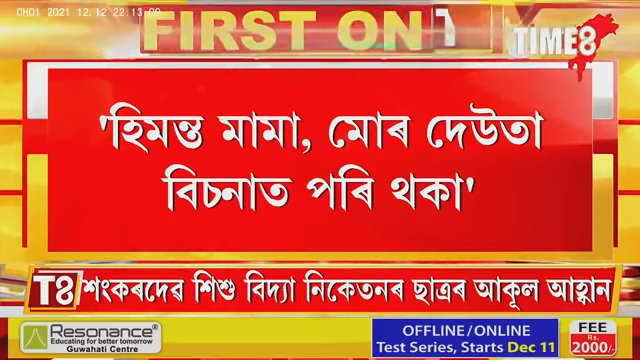 CH01 2021.12.12 22:13:09
FIRST ON T
TIME8
'হিমন্ত মামা, মোৰ দেউতা
বিচনাত পৰি থকা'
T8 শংকৰদেৱ শিশু বিদ্যা নিকেতনৰ ছাত্ৰৰ আকূল আহ্বান
Resonance®
Educating for better tomorrow
Guwahati Centre
OFFLINE/ONLINE
Test Series, Starts Dec 11
FEE
Rs.
2000/-